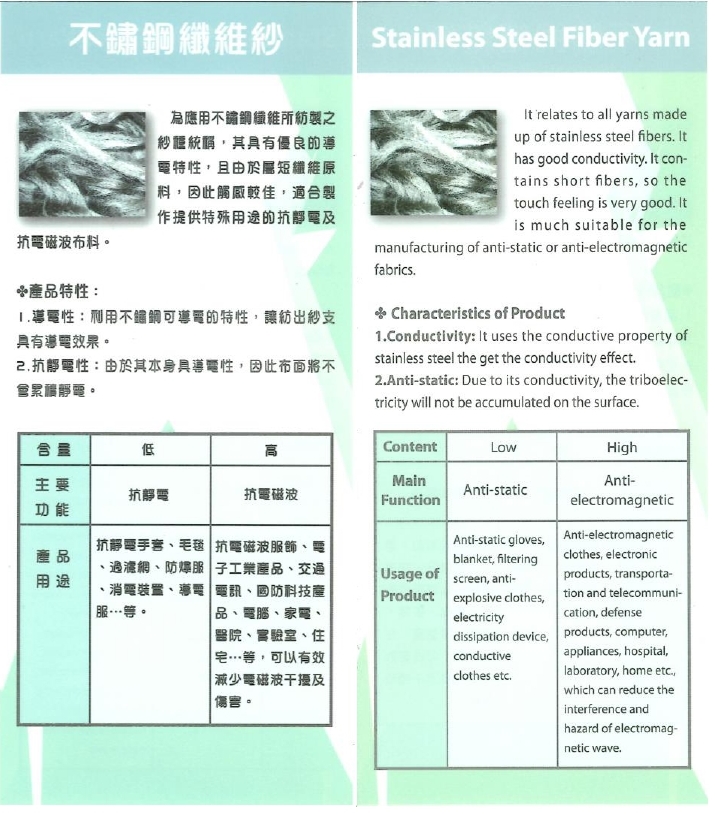 不鏽鋼纖維紗
為應用不鏽鋼纖維所紡製之
紗種統稱，其具有優良的導
電特性，且由於屬短纖維原
料，因此觸感較佳，適合製
作提供特殊用途的抗靜電及
抗電磁波布料。
✤產品特性：
1.導電性：利用不鏽鋼可導電的特性，讓紡出紗支
具有導電效果。
2.抗靜電性：由於其本身具導電性，因此布面將不
會累積靜電。
含量 低 高
主要
功能 抗靜電 抗電磁波
產品
用途
抗靜電手套、毛毯
、過濾網、防爆服
、消電裝置、導電
服…等。
抗電磁波服飾、電
子工業產品、交通
電訊、國防科技產
品、電腦、家電、
醫院、實驗室、住
宅…等，可以有效
減少電磁波干擾及
傷害。
Stainless Steel Fiber Yarn
It relates to all yarns made
up of stainless steel fibers. It
has good conductivity. It con-
tains short fibers, so the
touch feeling is very good. It
is much suitable for the
manufacturing of anti-static or anti-electromagnetic
fabrics.
✤ Characteristics of Product
1.Conductivity: It uses the conductive property of
stainless steel the get the conductivity effect.
2.Anti-static: Due to its conductivity, the triboelec-
tricity will not be accumulated on the surface.
Content Low High
Main
Function
Anti-static
Anti-
electromagnetic
Usage of
Product
Anti-static gloves,
blanket, filtering
screen, anti-
explosive clothes,
electricity
dissipation device,
conductive
clothes etc.
Anti-electromagnetic
clothes, electronic
products, transporta-
tion and telecommuni-
cation, defense
products, computer,
appliances, hospital,
laboratory, home etc.,
which can reduce the
interference and
hazard of electromag-
netic wave.